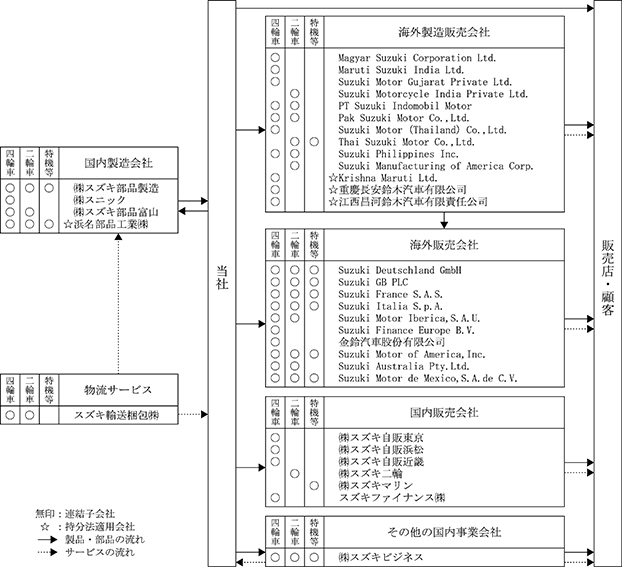 四輪車 二輪車 特機等 海外製造販売会社
○ Magyar Suzuki Corporation Ltd.
○ Maruti Suzuki India Ltd.
○ Suzuki Motor Gujarat Private Ltd.
○ Suzuki Motorcycle India Private Ltd.
○ ○ PT Suzuki Indomobil Motor
○ ○ Pak Suzuki Motor Co.,Ltd.
○ Suzuki Motor (Thailand) Co.,Ltd.
○ ○ Thai Suzuki Motor Co.,Ltd.
○ ○ Suzuki Philippines Inc.
○ Suzuki Manufacturing of America Corp.
○ ☆Krishna Maruti Ltd.
○ ☆重慶長安鈴木汽車有限公司
○ ☆江西昌河鈴木汽車有限責任公司
四輪車 二輪車 特機等 国内製造会社
○ ○ ○ ㈱スズキ部品製造
○ ㈱スニック
○ ○ ㈱スズキ部品富山
○ ○ ○ ☆浜名部品工業㈱
当社
販売店・顧客
四輪車 二輪車 特機等 海外販売会社
○ ○ ○ Suzuki Deutschland GmbH
○ ○ ○ Suzuki GB PLC
○ ○ ○ Suzuki France S.A.S.
○ ○ ○ Suzuki Italia S.p.A.
○ ○ Suzuki Motor Iberica,S.A.U.
○ Suzuki Finance Europe B.V.
○ 金鈴汽車股份有限公司
○ ○ ○ Suzuki Motor of America,Inc.
○ ○ Suzuki Australia Pty.Ltd.
○ ○ ○ Suzuki Motor de Mexico,S.A.de C.V.
四輪車 二輪車 特機等 物流サービス
○ ○ スズキ輸送梱包㈱
四輪車 二輪車 特機等 国内販売会社
○ ㈱スズキ自販東京
○ ㈱スズキ自販浜松
○ ㈱スズキ自販近畿
○ ㈱スズキ二輪
○ ㈱スズキマリン
○ スズキファイナンス㈱
四輪車 二輪車 特機等 その他の国内事業会社
○ ○ ○ ㈱スズキビジネス
無印：連結子会社
☆ ：持分法適用会社
→ ：製品・部品の流れ
⇢ ：サービスの流れ